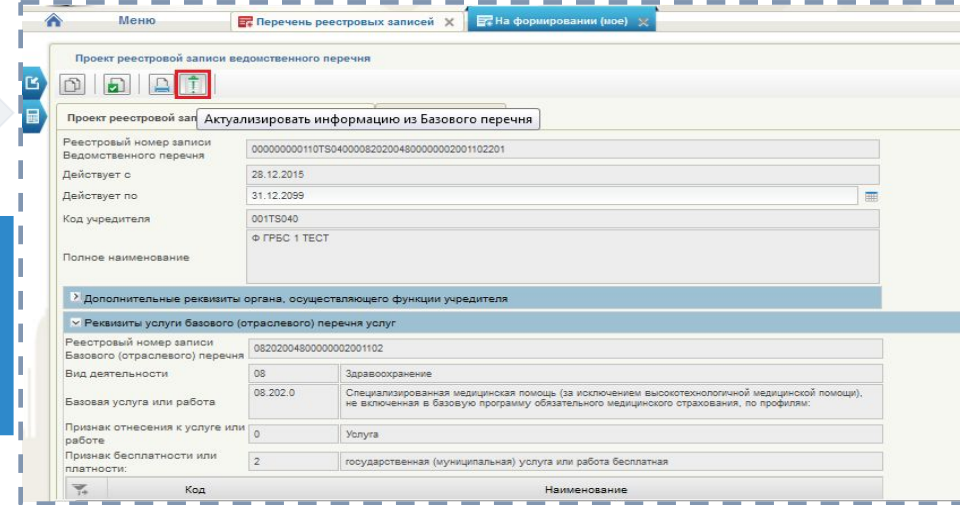 Меню
Перечень реестровых записей
На формировании (мое)
Проект реестровой записи ведомственного перечня
Проект реестровой зап
Актуализировать информацию из Базового перечня
Реестровый номер записи
Ведомственного перечня
000000000110TS04000082020048000000020011​02201
Действует с
28.12.2015
Действует по
31.12.2099
Код учредителя
001TS040
Полное наименование
Ф ГРБС 1 ТЕСТ
Дополнительные реквизиты органа, осуществляющего функции учредителя
Реквизиты услуги базового (отраслевого) перечня услуг
Реестровый номер записи
Базового (отраслевого) перечня
08202004800000002001102
Вид деятельности
08 Здравоохранение
Базовая услуга или работа
08.202.0
Специализированная медицинская помощь (за исключением высокотехнологичной медицинской помощи),
не включенная в базовую программу обязательного медицинского страхования, по профилям:
Признак отнесения к услуге или
работе
0 Услуга
Признак бесплатности или
платности:
2 государственная (муниципальная) услуга или работа бесплатная
Код Наименование